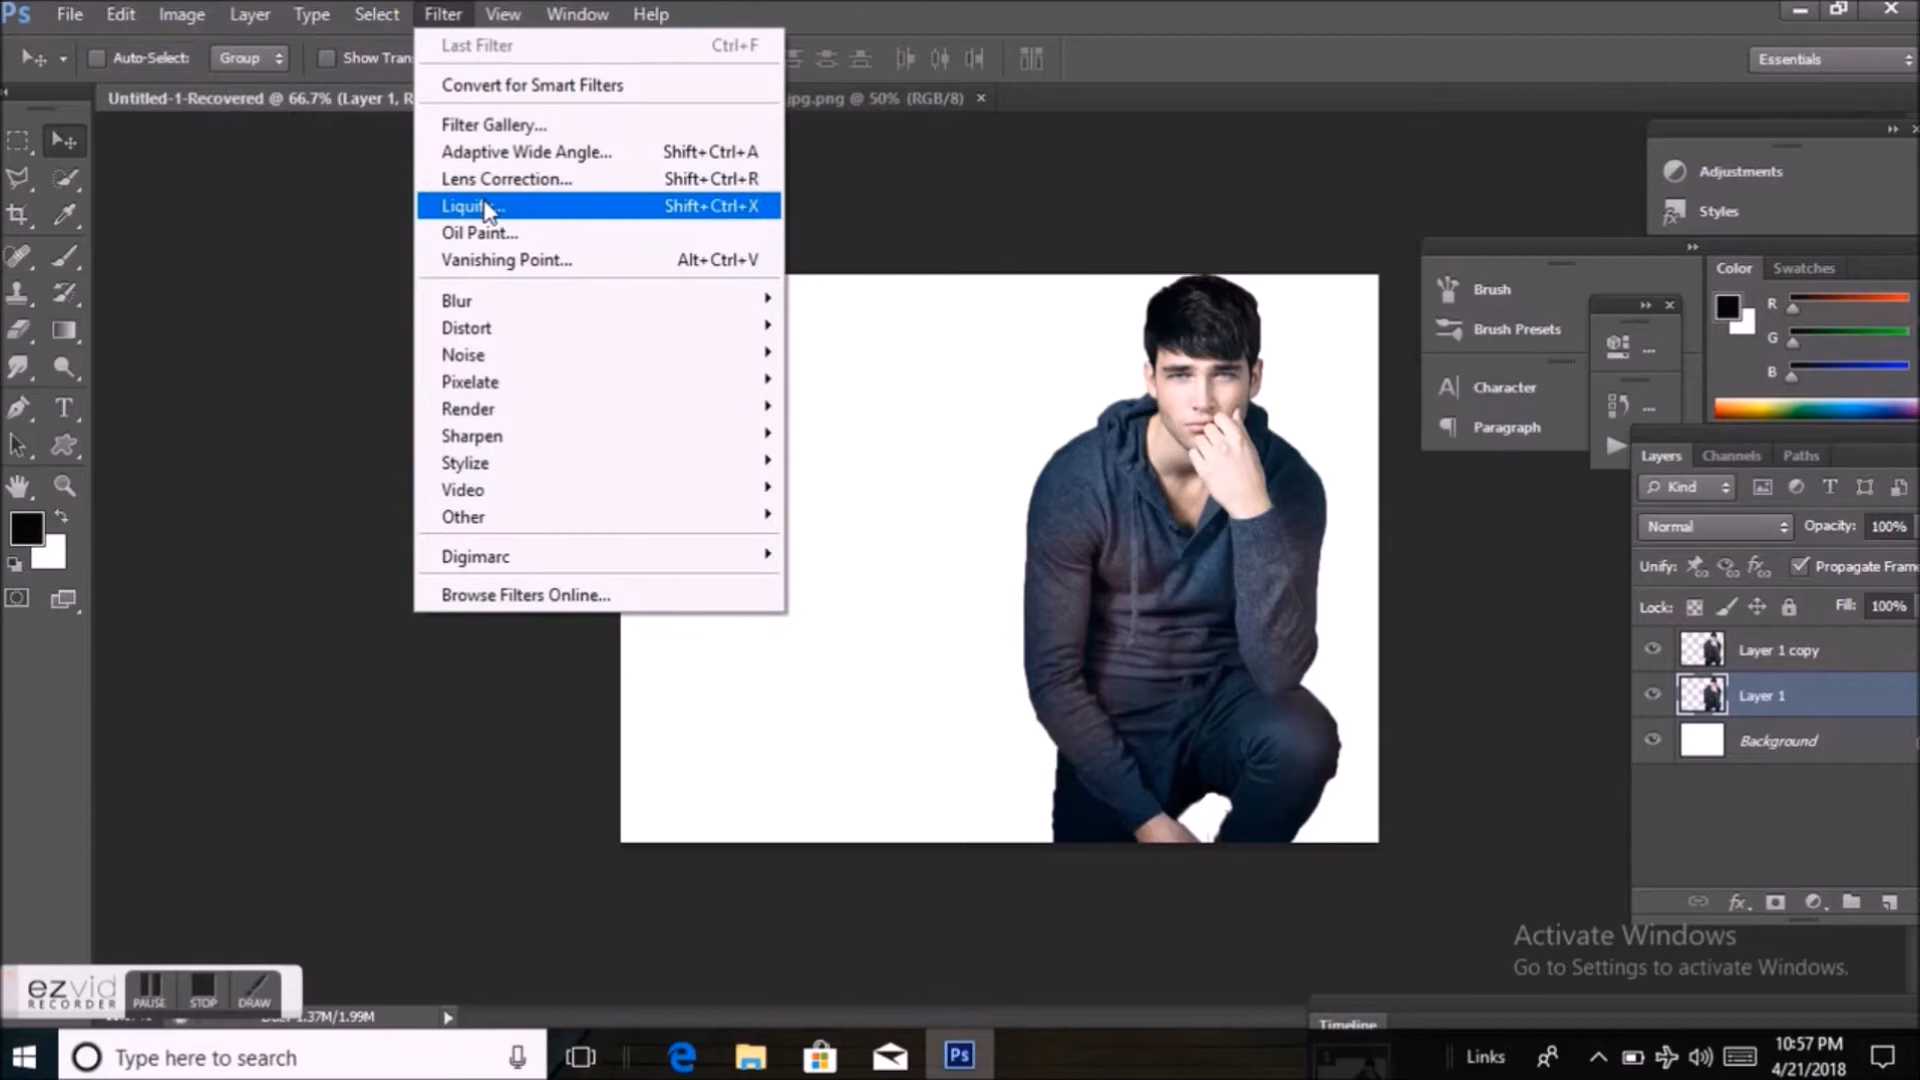 Ps File Edit Image Layer Type Select Filter View Window Help
Auto-Select: Group Show Tran
Essentials
Untitled-1-Recovered @ 66.7% (Layer 1, R
jpg.png @ 50% (RGB/8) ×
Last Filter Ctrl+F
Convert for Smart Filters
Filter Gallery...
Adaptive Wide Angle... Shift+Ctrl+A
Lens Correction... Shift+Ctrl+R
Liquify... Shift+Ctrl+X
Oil Paint...
Vanishing Point... Alt+Ctrl+V
Blur
Distort
Noise
Pixelate
Render
Sharpen
Stylize
Video
Other
Digimarc
Browse Filters Online...
Adjustments
Styles
Brush
Brush Presets
Character
Paragraph
Color Swatches
R
G
B
Layers Channels Paths
Kind
Normal Opacity: 100%
Unify: Propagate Frame
Lock: Fill: 100%
Layer 1 copy
Layer 1
Background
Activate Windows
Go to Settings to activate Windows.
ezvid
RECORDER
PAUSE STOP DRAW
1.37M/1.99M
Timeline
Type here to search
Ps
Links
10:57 PM
4/21/2018